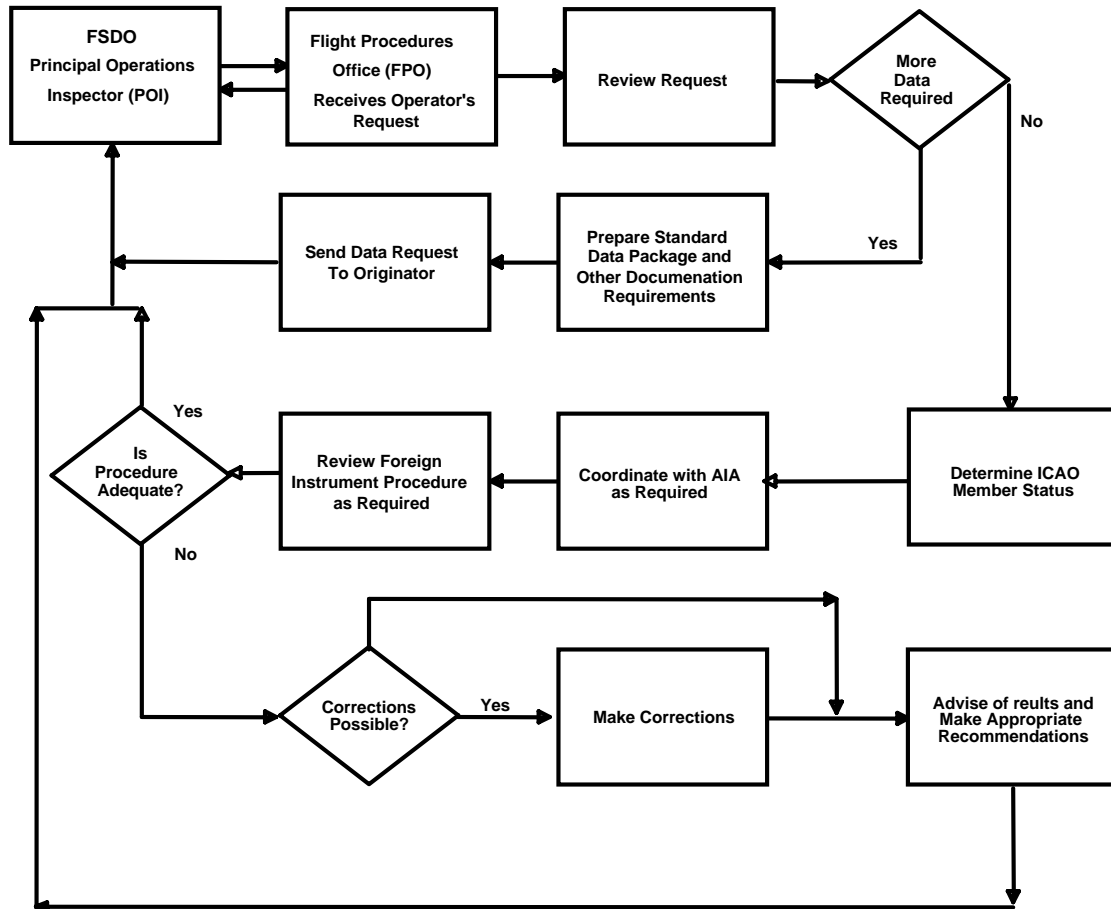 FSDO
Principal Operations
Inspector (POI)
Flight Procedures
Office (FPO)
Receives Operator's
Request
Review Request
More
Data
Required
No
Yes
Prepare Standard
Data Package and
Other Documenation
Requirements
Send Data Request
To Originator
Determine ICAO
Member Status
Coordinate with AIA
as Required
Review Foreign
Instrument Procedure
as Required
Is
Procedure
Adequate?
Yes
No
Corrections
Possible?
Yes
Make Corrections
Advise of reults and
Make Appropriate
Recommendations